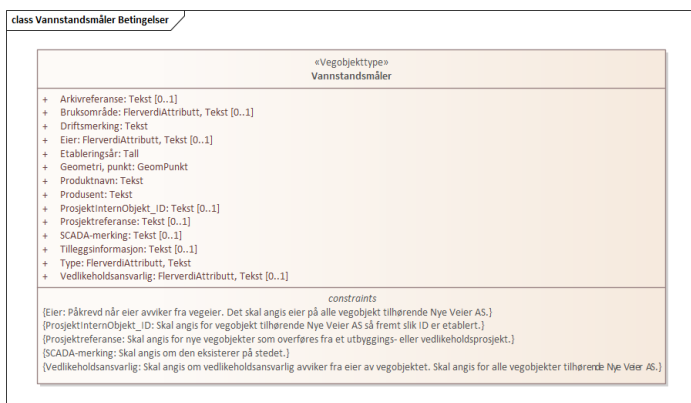 class Vannstandsmåler Betingelser
«Vegobjekttype»
Vannstandsmåler
+ Arkivreferanse: Tekst [0..1]
+ Bruksområde: FlerverdiAttributt, Tekst [0..1]
+ Driftsmerking: Tekst
+ Eier: FlerverdiAttributt, Tekst [0..1]
+ Etableringsår: Tall
+ Geometri, punkt: GeomPunkt
+ Produktnavn: Tekst
+ Produsent: Tekst
+ ProsjektInternObjekt_ID: Tekst [0..1]
+ Prosjektreferanse: Tekst [0..1]
+ SCADA-merking: Tekst [0..1]
+ Tilleggsinformasjon: Tekst [0..1]
+ Type: FlerverdiAttributt, Tekst
+ Vedlikeholdsansvarlig: FlerverdiAttributt, Tekst [0..1]
constraints
{Eier: Påkrevd når eier avviker fra vegeier. Det skal angis eier på alle vegobjekt tilhørende Nye Veier AS.}
{ProsjektInternObjekt_ID: Skal angis for vegobjekt tilhørende Nye Veier AS så fremt slik ID er etablert.}
{Prosjektreferanse: Skal angis for nye vegobjekter som overføres fra et utbyggings- eller vedlikeholdsprosjekt.}
{SCADA-merking: Skal angis om den eksisterer på stedet.}
{Vedlikeholdsansvarlig: Skal angis om vedlikeholdsansvarlig avviker fra eier av vegobjektet. Skal angis for alle vegobjekter tilhørende Nye Veier AS.}